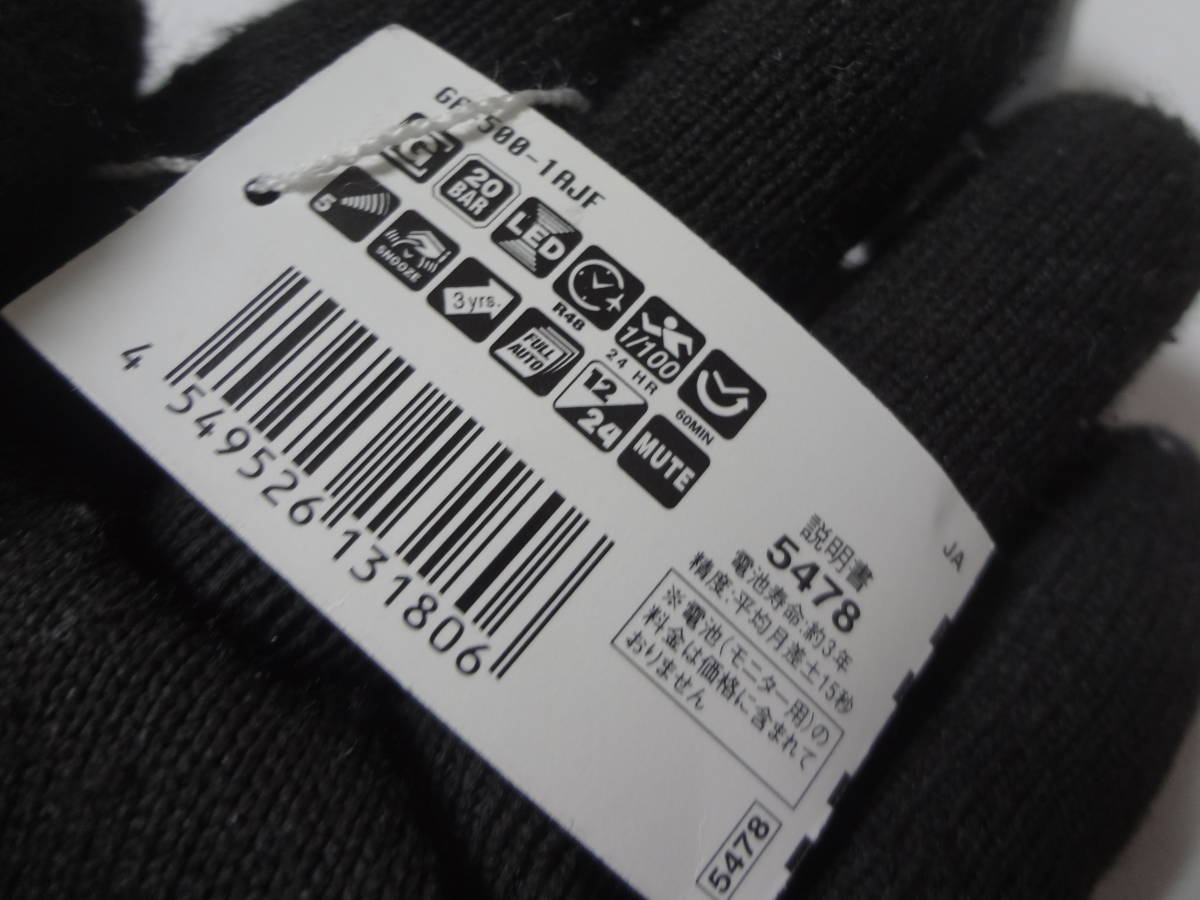 500-1AJF
G
20 BAR
LED
R48
1/100
24 HR
60MIN
5
SNOOZE
3 yrs.
FULL AUTO
12/24
MUTE
4 549526 131806
JA
説明書
5478
電池寿命:約3年
精度:平均月差±15秒
※電池(モニター用)の
料金は価格に含まれて
おりません
5478